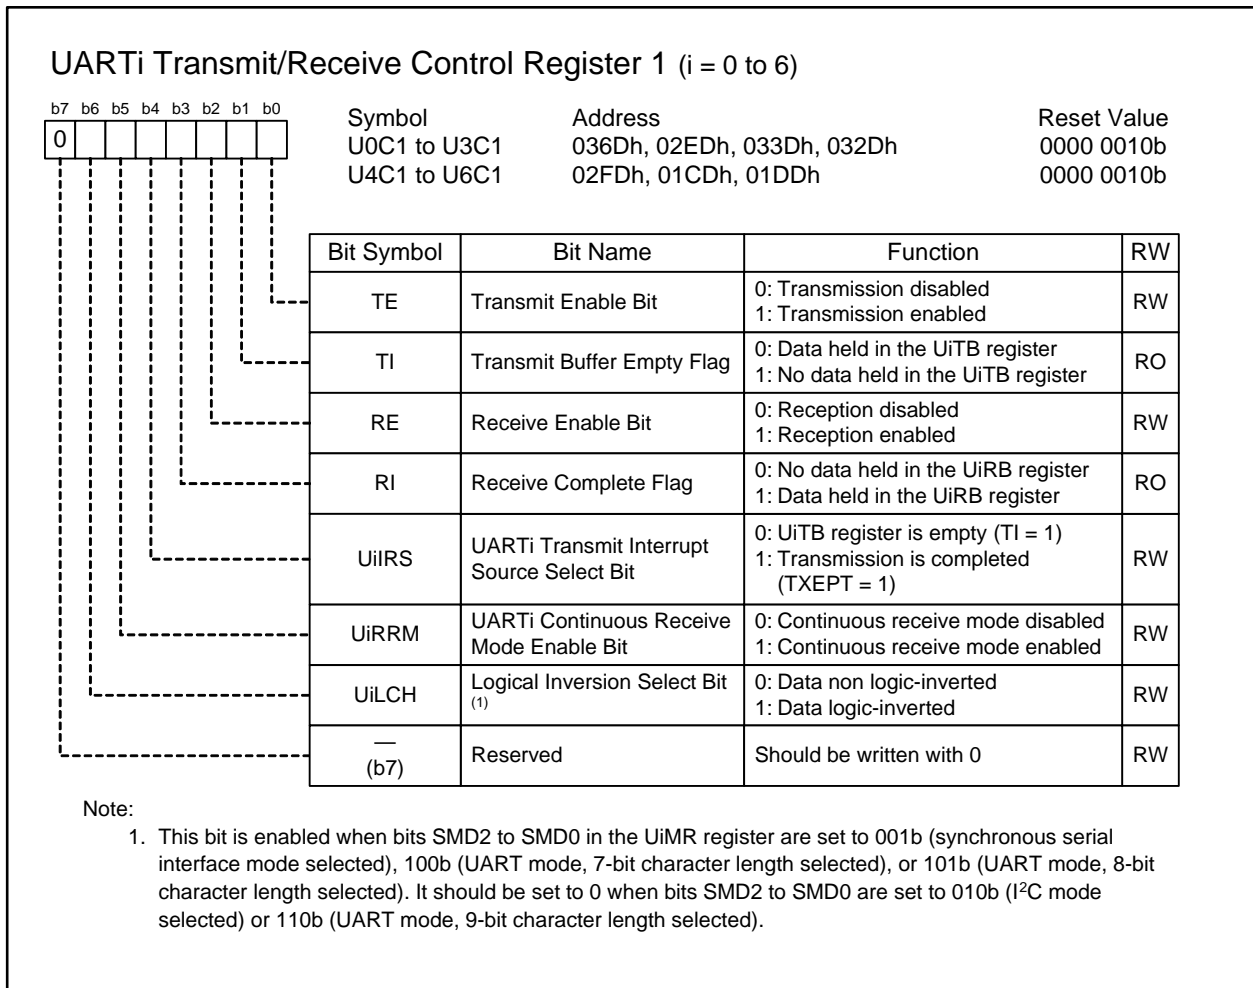 UARTi Transmit/Receive Control Register 1 (i = 0 to 6)
b7 b6 b5 b4 b3 b2 b1 b0
0
Symbol Address Reset Value
U0C1 to U3C1 036Dh, 02EDh, 033Dh, 032Dh 0000 0010b
U4C1 to U6C1 02FDh, 01CDh, 01DDh 0000 0010b
Bit Symbol Bit Name Function RW
TE Transmit Enable Bit 0: Transmission disabled RW
1: Transmission enabled
TI Transmit Buffer Empty Flag 0: Data held in the UiTB register RO
1: No data held in the UiTB register
RE Receive Enable Bit 0: Reception disabled RW
1: Reception enabled
RI Receive Complete Flag 0: No data held in the UiRB register RO
1: Data held in the UiRB register
UiIRS UARTi Transmit Interrupt Source Select Bit 0: UiTB register is empty (TI = 1) RW
1: Transmission is completed
(TXEPT = 1)
UiRRM UARTi Continuous Receive Mode Enable Bit 0: Continuous receive mode disabled RW
1: Continuous receive mode enabled
UiLCH Logical Inversion Select Bit (1) 0: Data non logic-inverted RW
1: Data logic-inverted
— (b7) Reserved Should be written with 0 RW
Note:
1. This bit is enabled when bits SMD2 to SMD0 in the UiMR register are set to 001b (synchronous serial
interface mode selected), 100b (UART mode, 7-bit character length selected), or 101b (UART mode, 8-bit
character length selected). It should be set to 0 when bits SMD2 to SMD0 are set to 010b (I²C mode
selected) or 110b (UART mode, 9-bit character length selected).